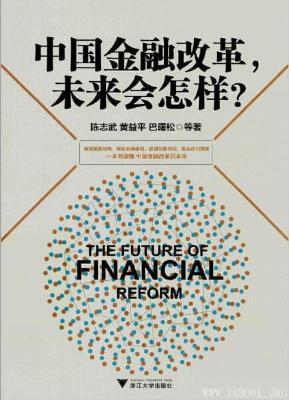 中国金融改革，
未来会怎样？
陈志武 黄益平 巴曙松◎等著
一本书读懂中国金融改革的未来
THE FUTURE OF
FINANCIAL
REFORM
浙江大学出版社
WWW.YABOOK.ORG